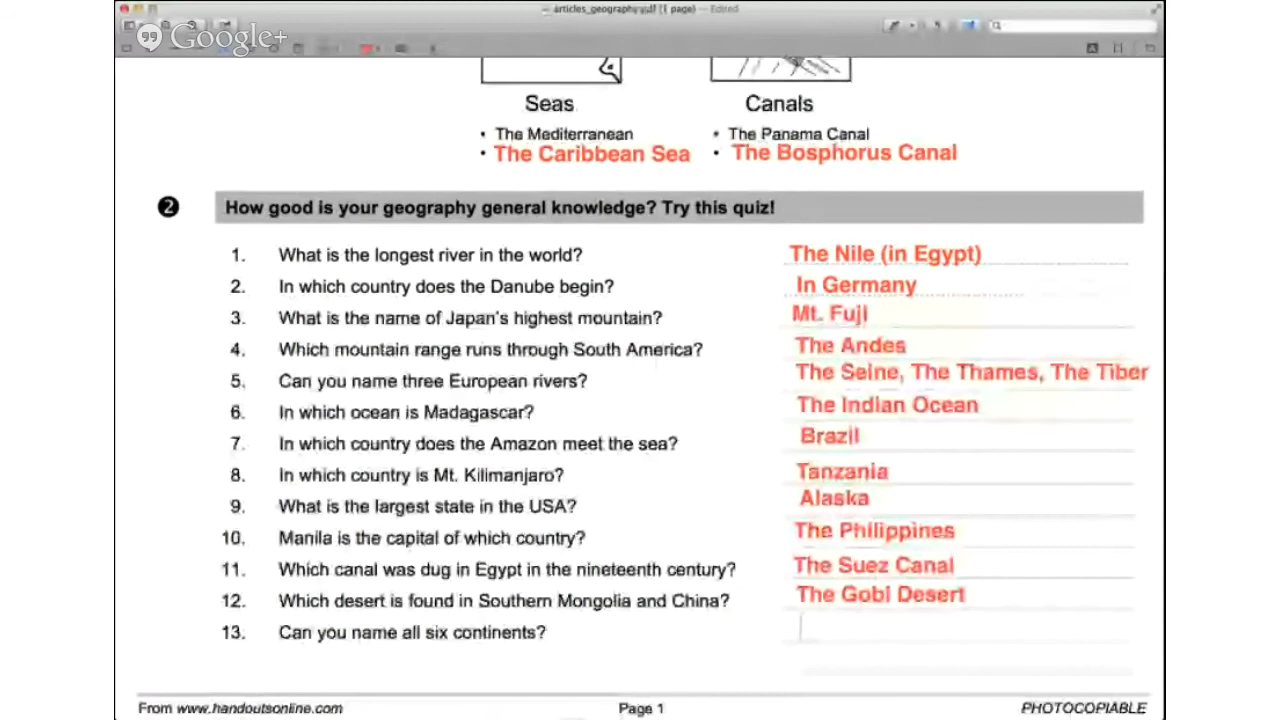 articles_geography.pdf (1 page) — Edited
Google+
Seas
Canals
• The Mediterranean
• The Panama Canal
• The Caribbean Sea
• The Bosphorus Canal
2 How good is your geography general knowledge? Try this quiz!
1. What is the longest river in the world? The Nile (in Egypt)
2. In which country does the Danube begin? In Germany
3. What is the name of Japan's highest mountain? Mt. Fuji
4. Which mountain range runs through South America? The Andes
5. Can you name three European rivers? The Seine, The Thames, The Tiber
6. In which ocean is Madagascar? The Indian Ocean
7. In which country does the Amazon meet the sea? Brazil
8. In which country is Mt. Kilimanjaro? Tanzania
9. What is the largest state in the USA? Alaska
10. Manila is the capital of which country? The Philippines
11. Which canal was dug in Egypt in the nineteenth century? The Suez Canal
12. Which desert is found in Southern Mongolia and China? The Gobi Desert
13. Can you name all six continents?
From www.handoutsonline.com Page 1 PHOTOCOPIABLE